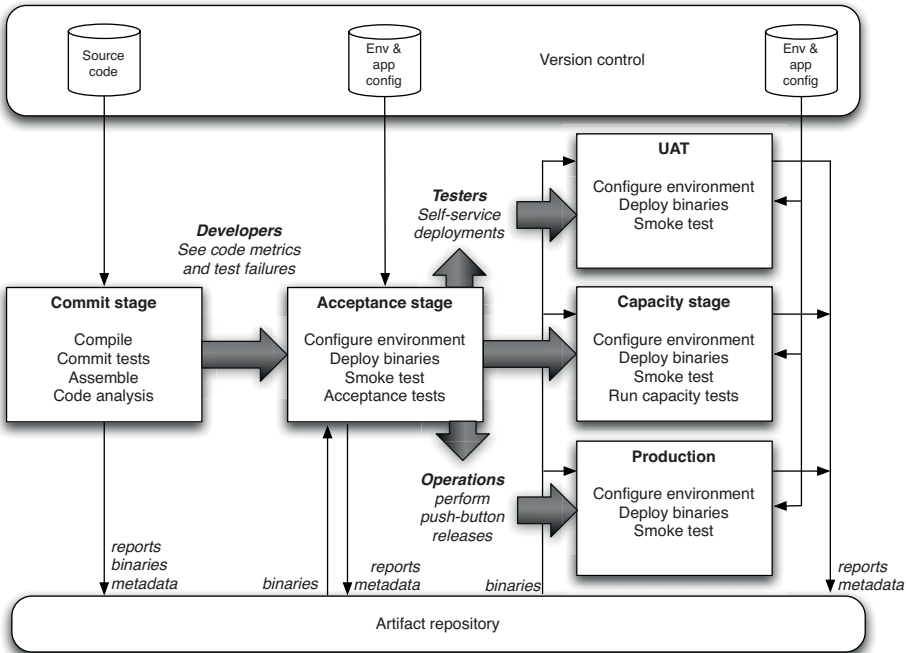 Source
code
Env &
app
config
Version control
Env &
app
config
Developers
See code metrics
and test failures
Testers
Self-service
deployments
UAT
Configure environment
Deploy binaries
Smoke test
Commit stage
Compile
Commit tests
Assemble
Code analysis
Acceptance stage
Configure environment
Deploy binaries
Smoke test
Acceptance tests
Capacity stage
Configure environment
Deploy binaries
Smoke test
Run capacity tests
Operations
perform
push-button
releases
Production
Configure environment
Deploy binaries
Smoke test
reports
binaries
metadata
binaries
reports
metadata
binaries
reports
metadata
Artifact repository